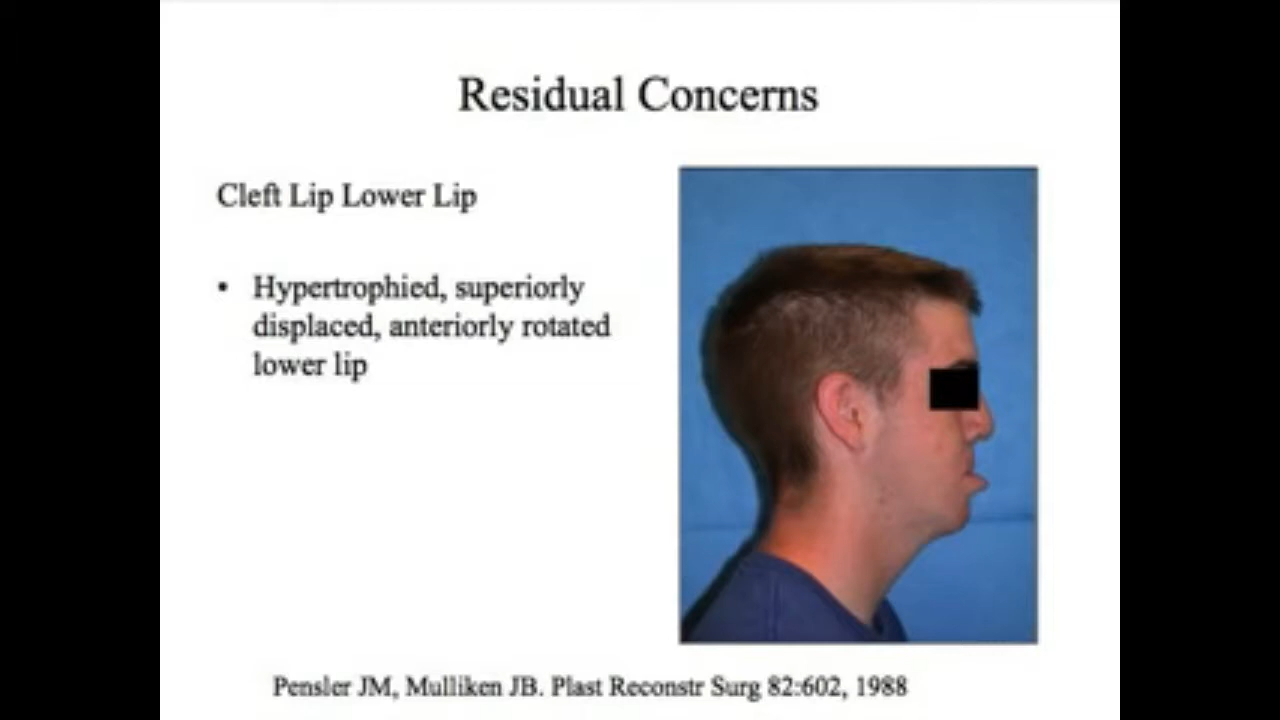 Residual Concerns
Cleft Lip Lower Lip
• Hypertrophied, superiorly
displaced, anteriorly rotated
lower lip
Pensler JM, Mulliken JB. Plast Reconstr Surg 82:602, 1988